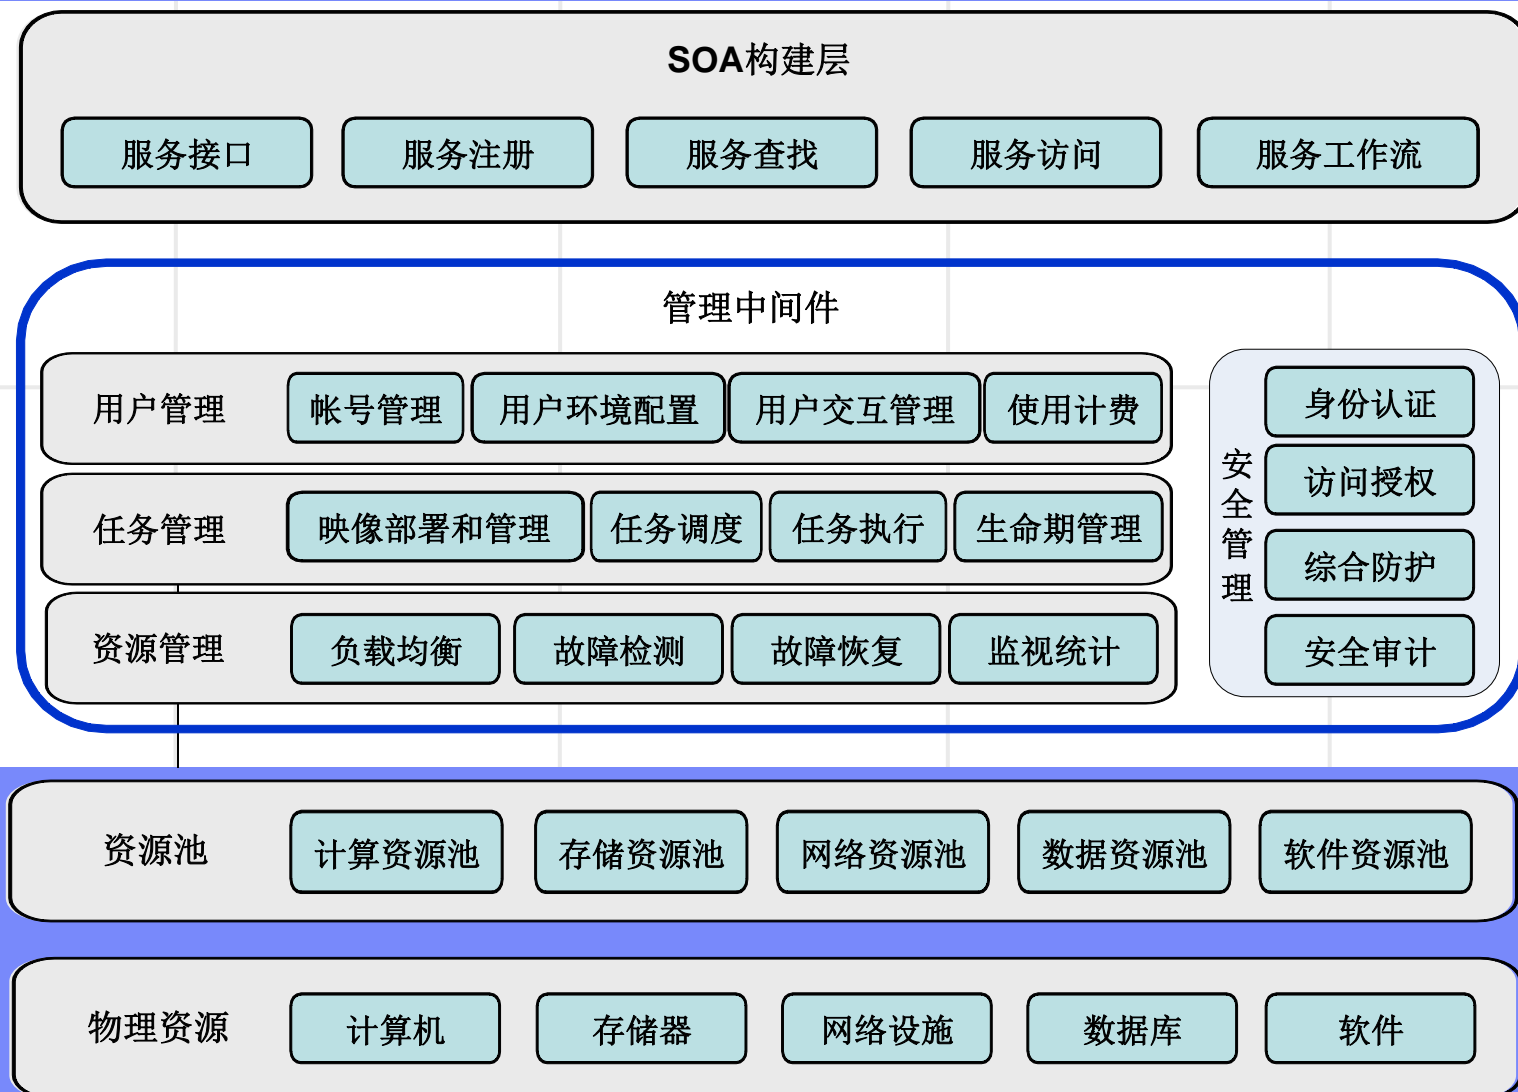 SOA构建层
服务接口 服务注册 服务查找 服务访问 服务工作流
管理中间件
用户管理 帐号管理 用户环境配置 用户交互管理 使用计费
任务管理 映像部署和管理 任务调度 任务执行 生命期管理
资源管理 负载均衡 故障检测 故障恢复 监视统计
安全管理
身份认证
访问授权
综合防护
安全审计
资源池 计算资源池 存储资源池 网络资源池 数据资源池 软件资源池
物理资源 计算机 存储器 网络设施 数据库 软件